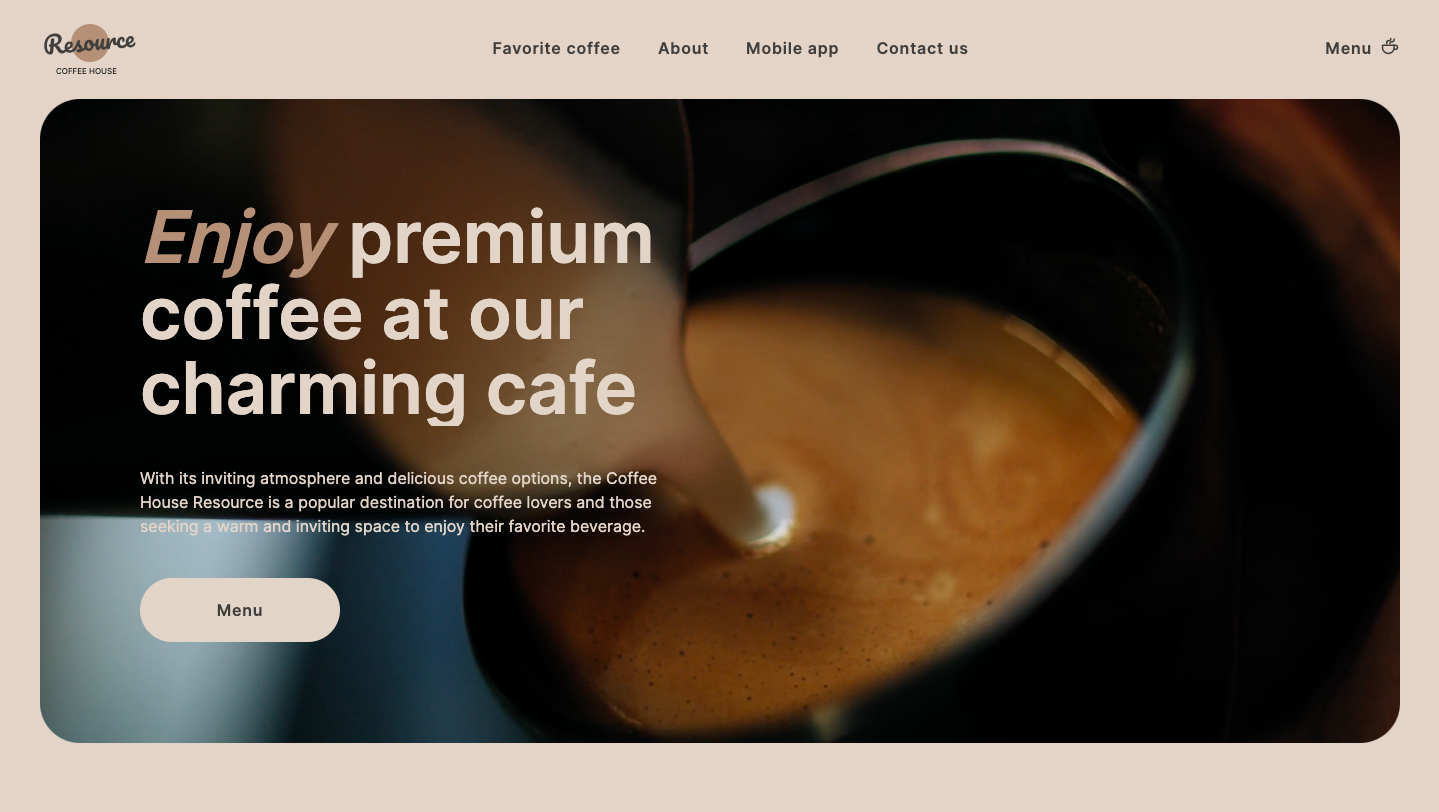 Resource
COFFEE HOUSE
Favorite coffee
About
Mobile app
Contact us
Menu
Enjoy premium
coffee at our
charming cafe
With its inviting atmosphere and delicious coffee options, the Coffee
House Resource is a popular destination for coffee lovers and those
seeking a warm and inviting space to enjoy their favorite beverage.
Menu